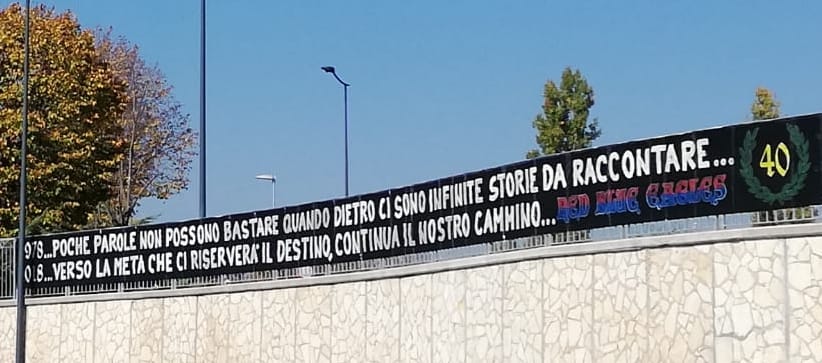 978...POCHE PAROLE NON POSSONO BASTARE QUANDO DIETRO CI SONO INFINITE STORIE DA RACCONTARE...
018...VERSO LA META CHE CI RISERVERA' IL DESTINO, CONTINUA IL NOSTRO CAMMINO... RED BLUE EAGLES
40